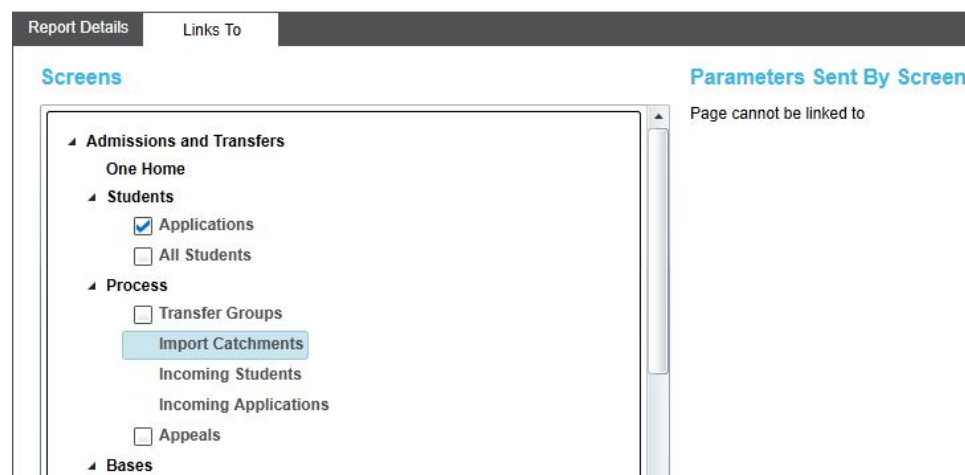 Report Details
Links To
Screens
Parameters Sent By Screen
Page cannot be linked to
Admissions and Transfers
One Home
Students
Applications
All Students
Process
Transfer Groups
Import Catchments
Incoming Students
Incoming Applications
Appeals
Bases